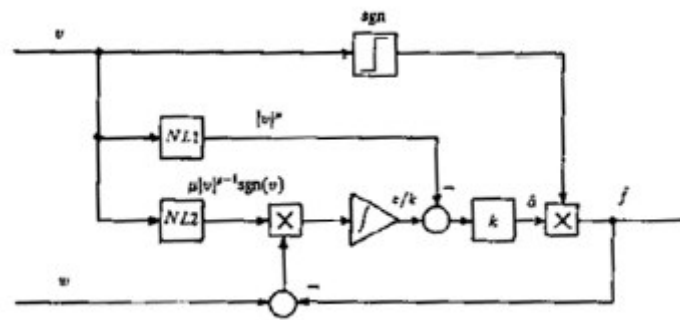 sgn
v
NL1
|v|^μ
−
μ|v|^{μ−1}sgn(v)
NL2
×
∫
z/k
k
â
×
f̂
w
−